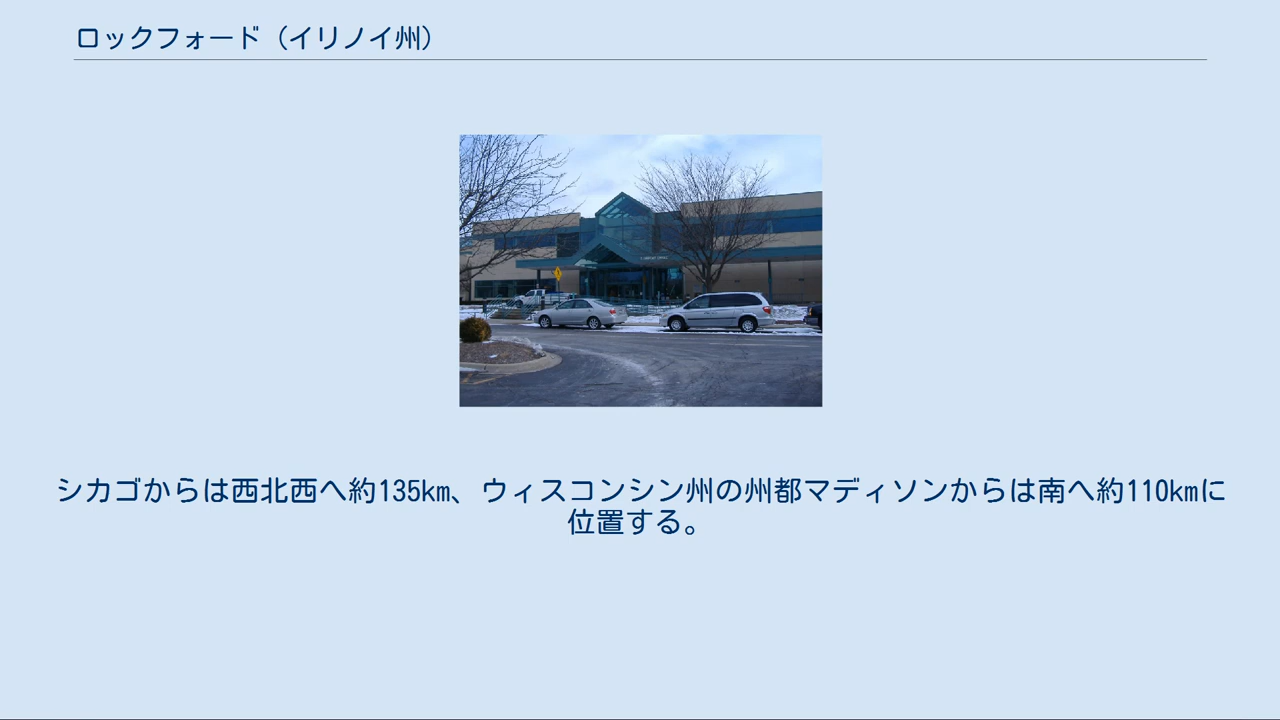 ロックフォード（イリノイ州）
シカゴからは西北西へ約135km、ウィスコンシン州の州都マディソンからは南へ約110kmに
位置する。